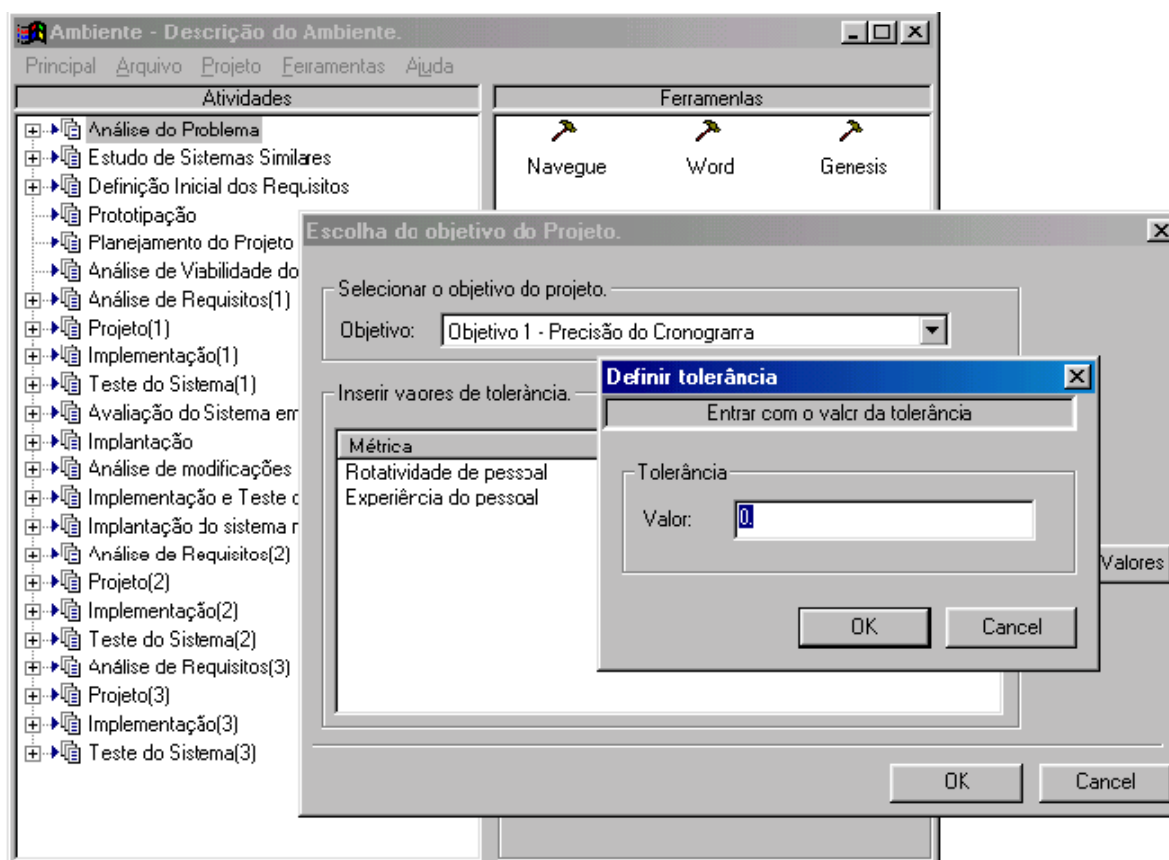 Ambiente - Descrição do Ambiente.
Principal Arquivo Projeto Ferramentas Ajuda
Atividades
Análise do Problema
Estudo de Sistemas Similares
Definição Inicial dos Requisitos
Prototipação
Planejamento do Projeto
Análise de Viabilidade do
Análise de Requisitos(1)
Projeto(1)
Implementação(1)
Teste do Sistema(1)
Avaliação do Sistema em
Implantação
Análise de modificações
Implementação e Teste
Implantação do sistema
Análise de Requisitos(2)
Projeto(2)
Implementação(2)
Teste do Sistema(2)
Análise de Requisitos(3)
Projeto(3)
Implementação(3)
Teste do Sistema(3)
Ferramentas
Navegue Word Genesis
Escolha do objetivo do Projeto.
Selecionar o objetivo do projeto.
Objetivo: Objetivo 1 - Precisão do Cronograma
Inserir valores de tolerância.
Métrica
Rotatividade de pessoal
Experiência do pessoal
Valores
OK Cancel
Definir tolerância
Entrar com o valor da tolerância
Tolerância
Valor: 0.
OK Cancel